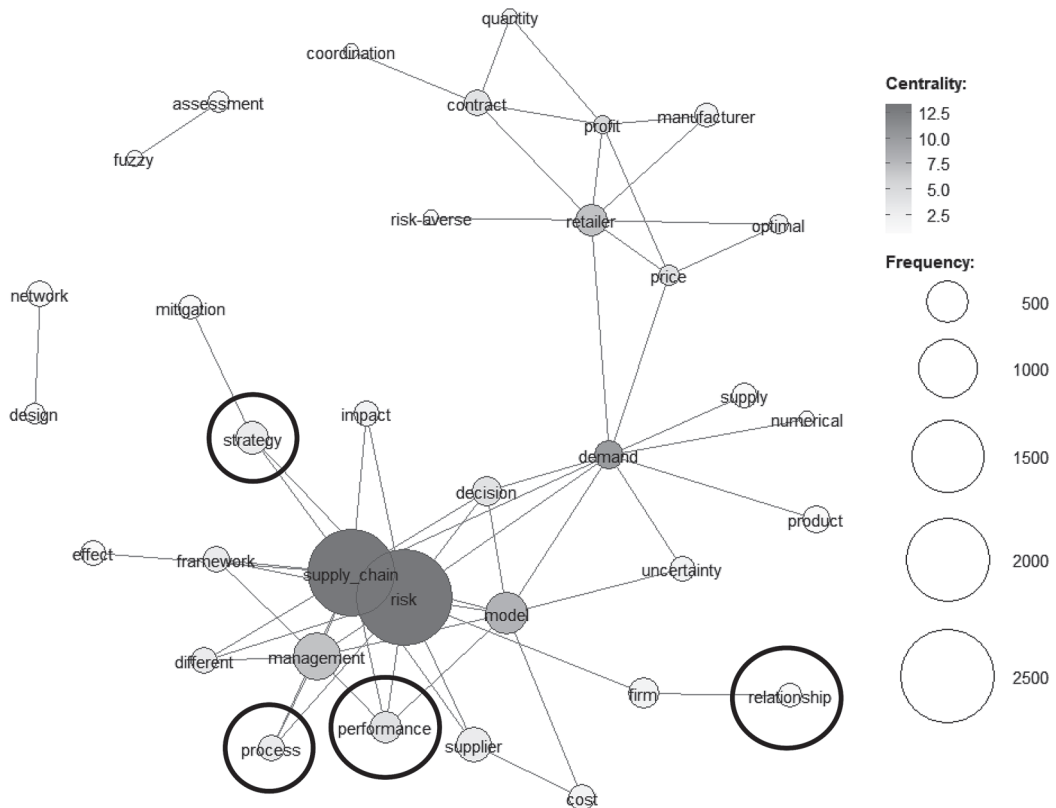 quantity
coordination
Centrality:
assessment
contract
12.5
profit
manufacturer
10.0
fuzzy
7.5
5.0
risk-averse
retailer
optimal
2.5
Frequency:
price
network
mitigation
500
1000
design
strategy
impact
supply
numerical
demand
1500
decision
product
effect
framework
supply_chain
uncertainty
2000
risk
model
different
management
firm
relationship
2500
process
performance
supplier
cost